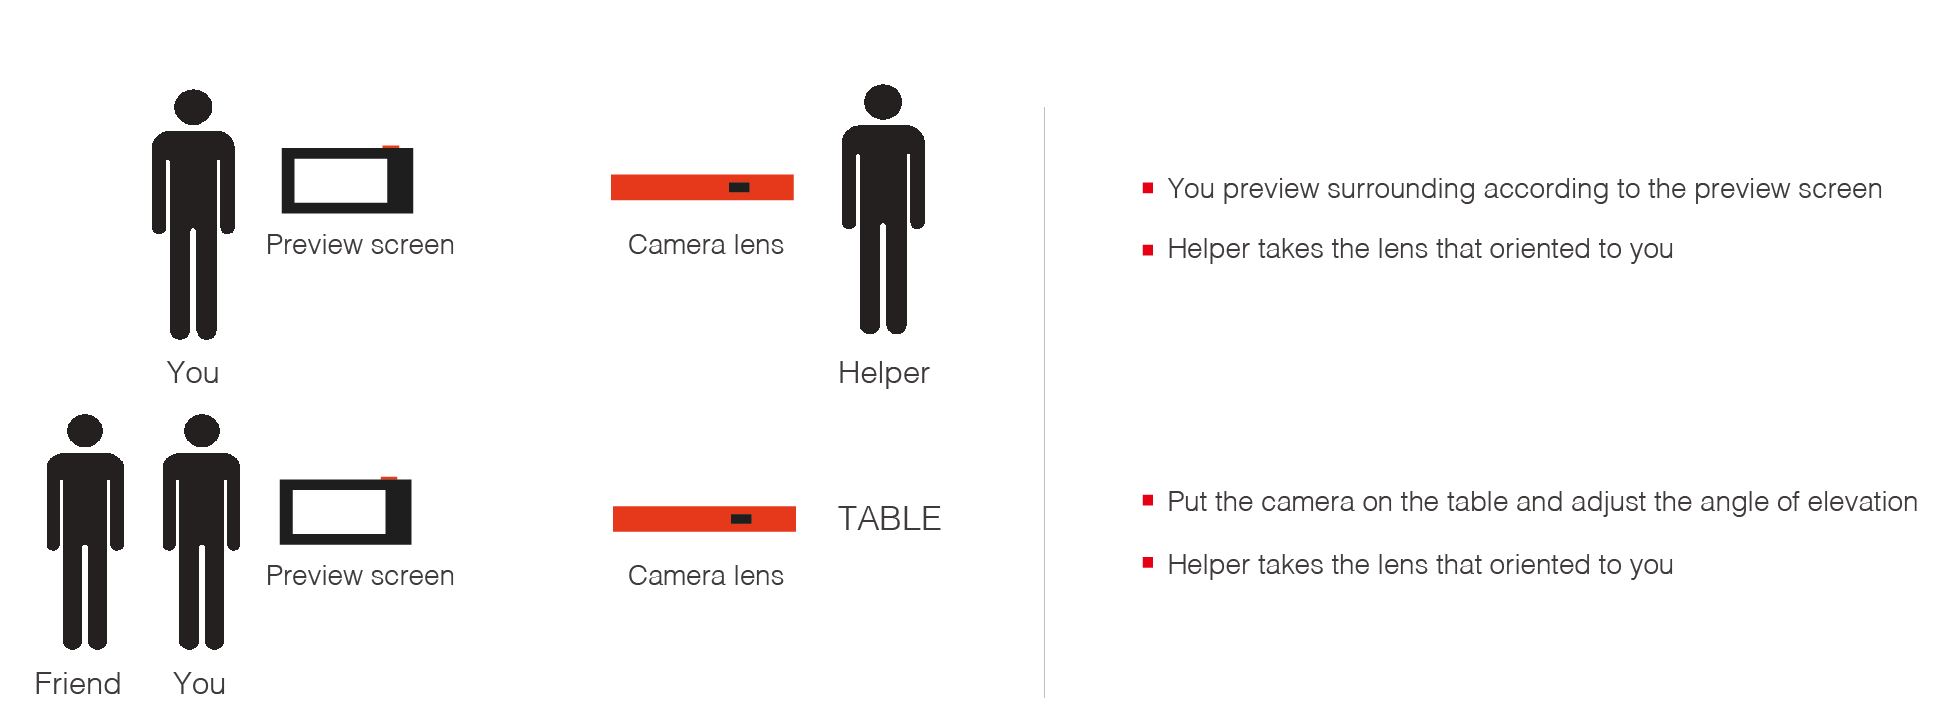 Preview screen
Camera lens
You
Helper
You preview surrounding according to the preview screen
Helper takes the lens that oriented to you
TABLE
Preview screen
Camera lens
Friend
You
Put the camera on the table and adjust the angle of elevation
Helper takes the lens that oriented to you